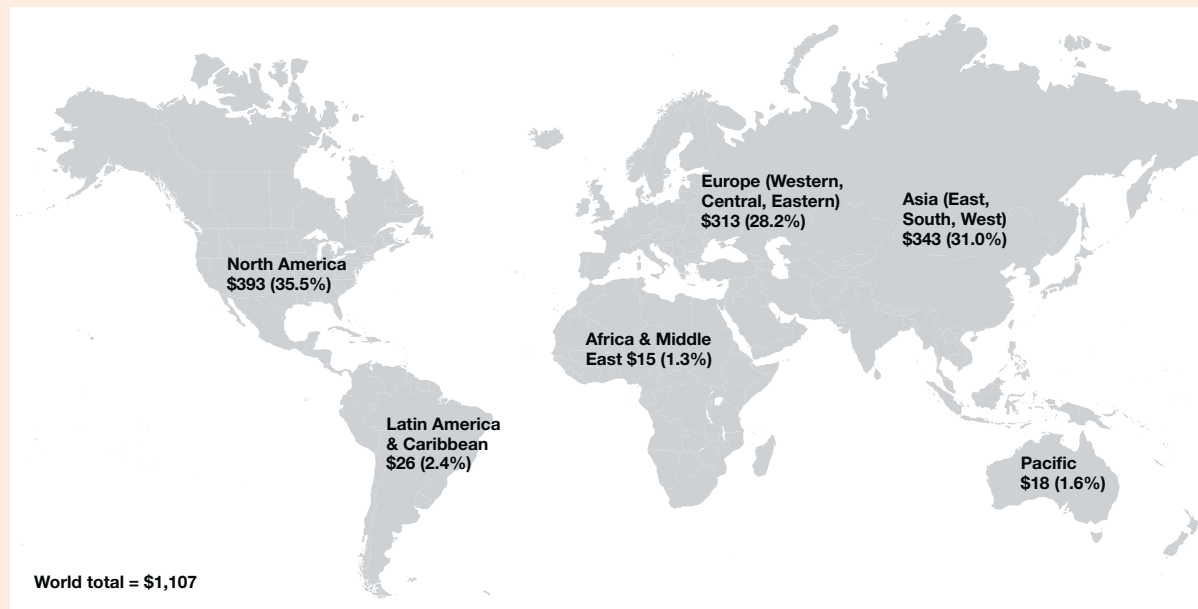 Europe (Western,
Central, Eastern)
$313 (28.2%)
Asia (East,
South, West)
$343 (31.0%)
North America
$393 (35.5%)
Africa & Middle
East $15 (1.3%)
Latin America
& Caribbean
$26 (2.4%)
Pacific
$18 (1.6%)
World total = $1,107